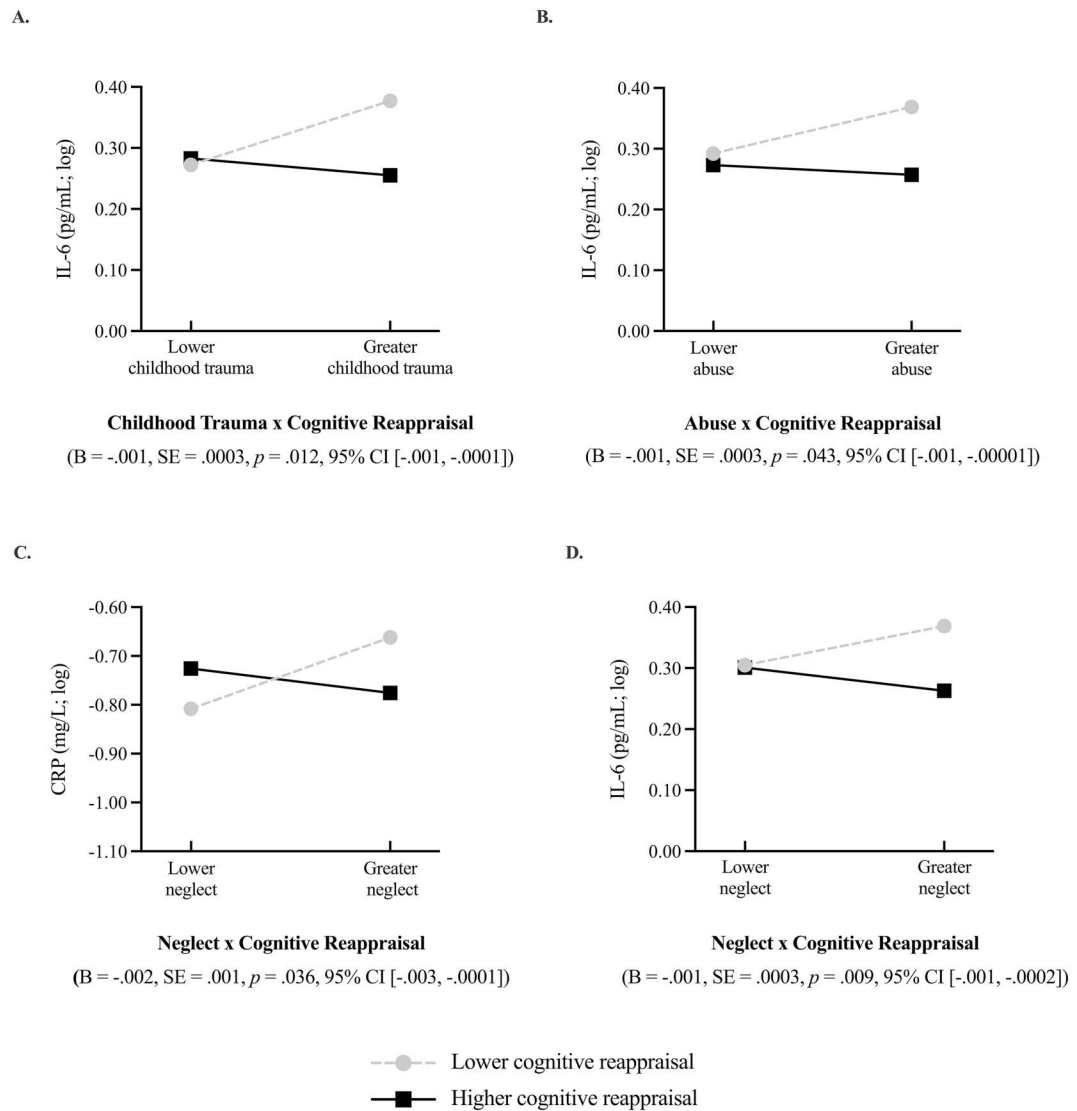 A.
IL-6 (pg/mL; log)
0.40
0.30
0.20
0.10
0.00
Lower
childhood trauma
Greater
childhood trauma
Childhood Trauma x Cognitive Reappraisal
(B = -.001, SE = .0003, p = .012, 95% CI [-.001, -.0001])
B.
IL-6 (pg/mL; log)
0.40
0.30
0.20
0.10
0.00
Lower
abuse
Greater
abuse
Abuse x Cognitive Reappraisal
(B = -.001, SE = .0003, p = .043, 95% CI [-.001, -.00001])
C.
CRP (mg/L; log)
-0.60
-0.70
-0.80
-0.90
-1.00
-1.10
Lower
neglect
Greater
neglect
Neglect x Cognitive Reappraisal
(B = -.002, SE = .001, p = .036, 95% CI [-.003, -.0001])
D.
IL-6 (pg/mL; log)
0.40
0.30
0.20
0.10
0.00
Lower
neglect
Greater
neglect
Neglect x Cognitive Reappraisal
(B = -.001, SE = .0003, p = .009, 95% CI [-.001, -.0002])
Lower cognitive reappraisal
Higher cognitive reappraisal